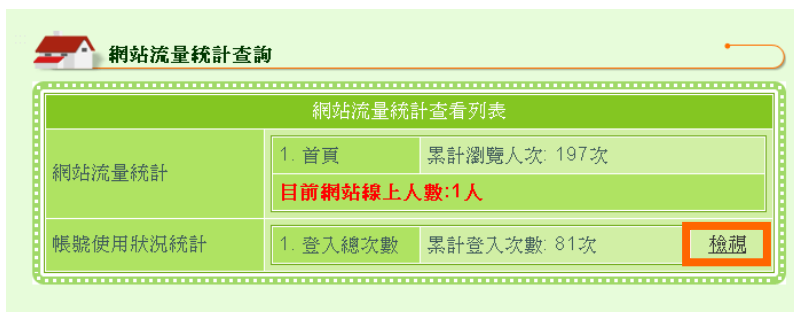 網站流量統計查詢
網站流量統計查看列表
網站流量統計
1. 首頁 累計瀏覽人次: 197次
目前網站線上人數:1人
帳號使用狀況統計 1. 登入總次數 累計登入次數: 81次 檢視